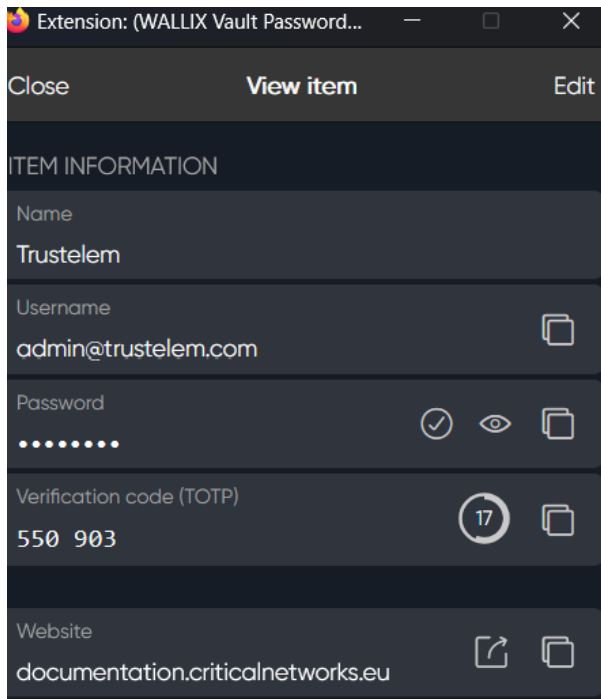 Extension: (WALLIX Vault Password...
Close View item Edit
ITEM INFORMATION
Name
Trustelem
Username
admin@trustelem.com
Password
••••••••
Verification code (TOTP)
550 903 17
Website
documentation.criticalnetworks.eu